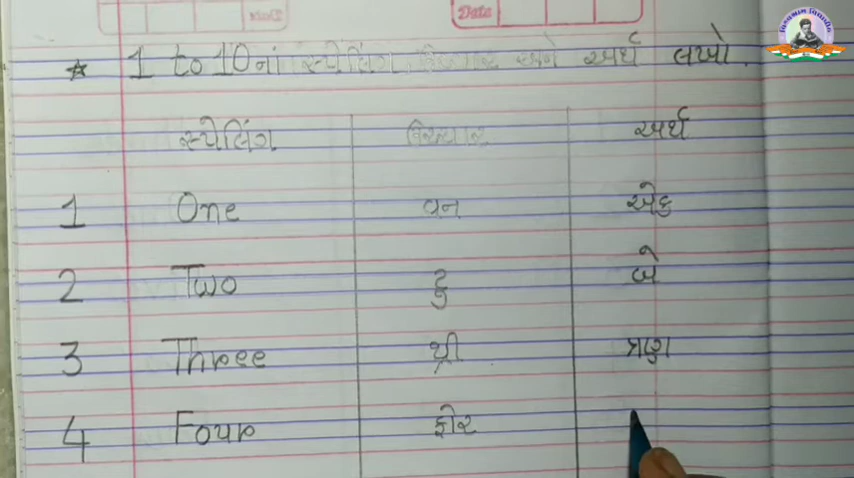 Date
★ 1 to 10નાં સ્પેલિંગ, ઉચ્ચાર અને અર્થ લખો.
સ્પેલિંગ ઉચ્ચાર અર્થ
1 One વન એક
2 Two ટુ બે
3 Three થ્રી ત્રણ
4 Four ફોર